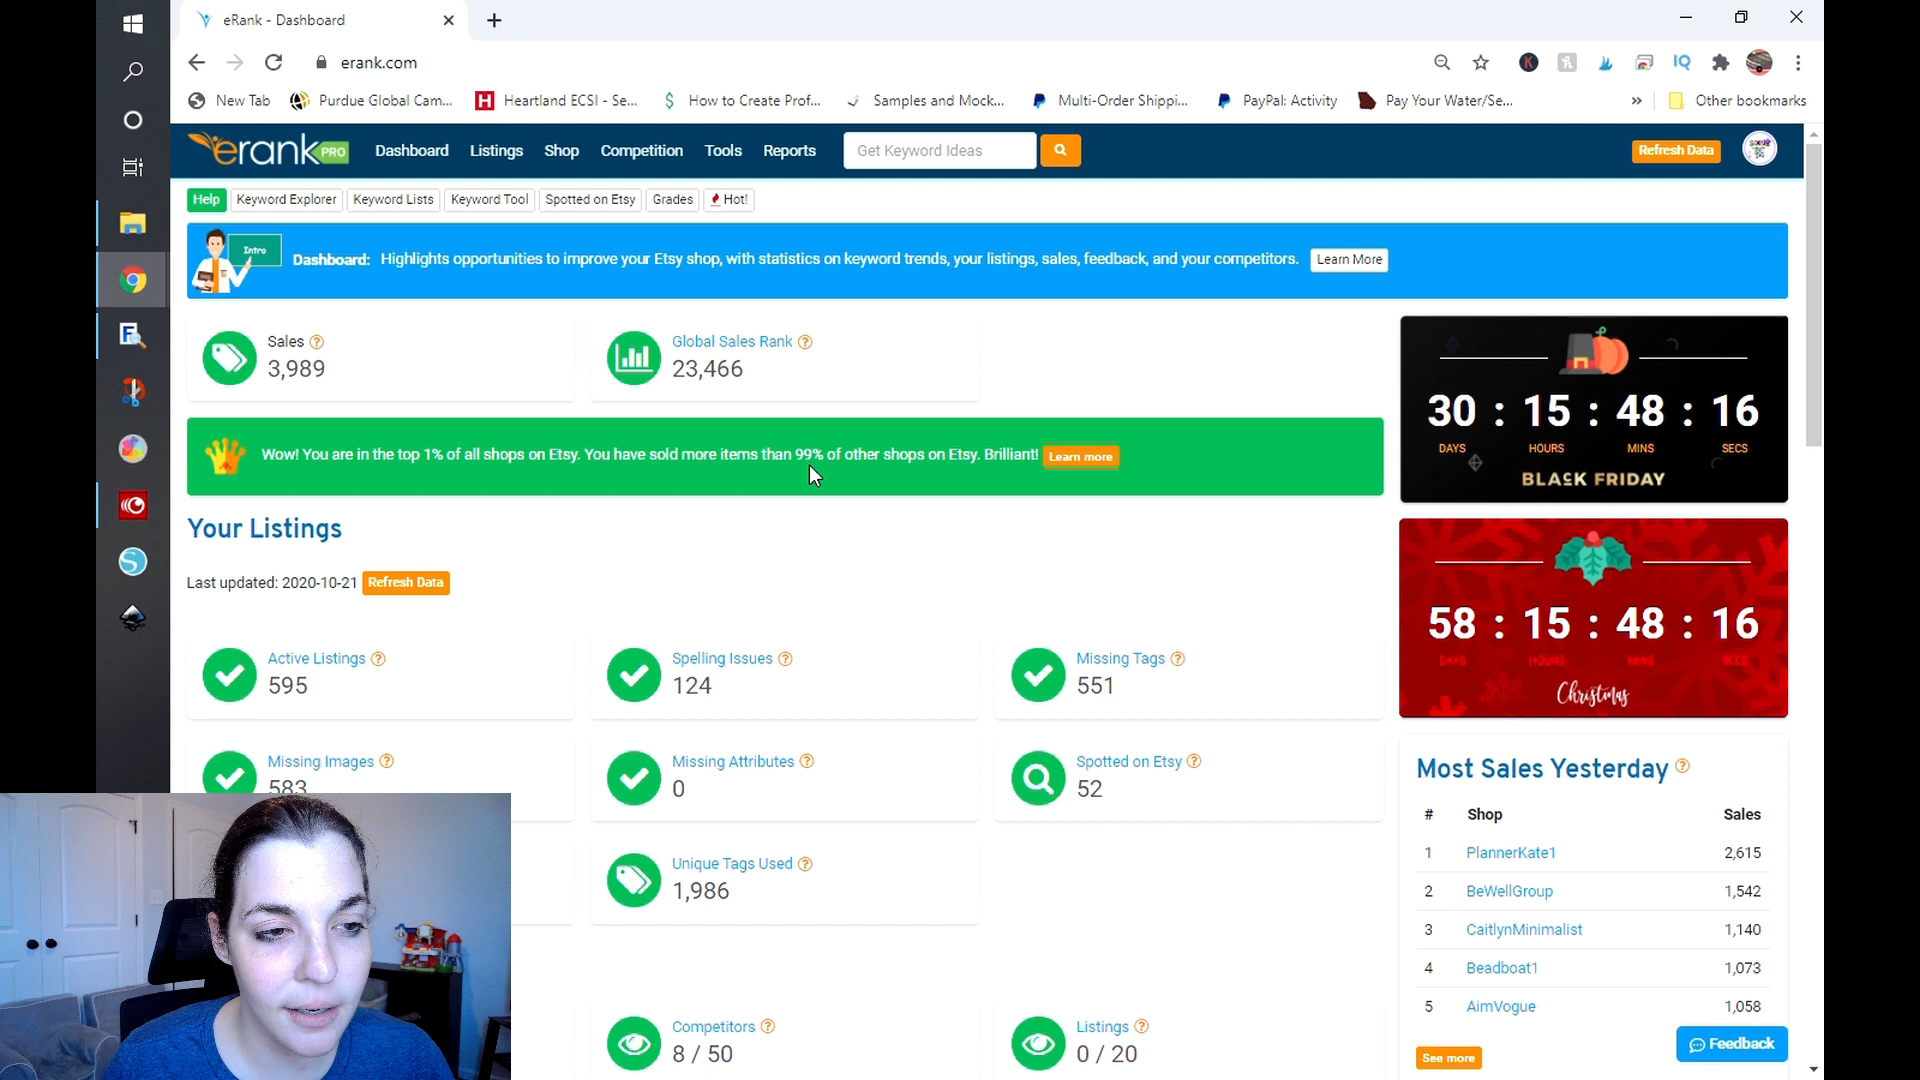 eRank - Dashboard
erank.com
IQ
New Tab
Purdue Global Cam...
H Heartland ECSI - Se...
How to Create Prof...
Samples and Mock...
Multi-Order Shippi...
PayPal: Activity
Pay Your Water/Se...
»
Other bookmarks
erank PRO
Dashboard Listings Shop Competition Tools Reports
Get Keyword Ideas
Refresh Data
Help Keyword Explorer Keyword Lists Keyword Tool Spotted on Etsy Grades Hot!
Intro
Dashboard: Highlights opportunities to improve your Etsy shop, with statistics on keyword trends, your listings, sales, feedback, and your competitors. Learn More
Sales ?
3,989
Global Sales Rank ?
23,466
Wow! You are in the top 1% of all shops on Etsy. You have sold more items than 99% of other shops on Etsy. Brilliant! Learn more
30 : 15 : 48 : 16
DAYS HOURS MINS SECS
BLACK FRIDAY
Your Listings
Last updated: 2020-10-21 Refresh Data
58 : 15 : 48 : 16
DAYS HOURS MINS SECS
Christmas
Active Listings ?
595
Spelling Issues ?
124
Missing Tags ?
551
Missing Images ?
583
Missing Attributes ?
0
Spotted on Etsy ?
52
Unique Tags Used ?
1,986
Competitors ?
8 / 50
Listings ?
0 / 20
Most Sales Yesterday ?
# Shop Sales
1 PlannerKate1 2,615
2 BeWellGroup 1,542
3 CaitlynMinimalist 1,140
4 Beadboat1 1,073
5 AimVogue 1,058
See more
Feedback